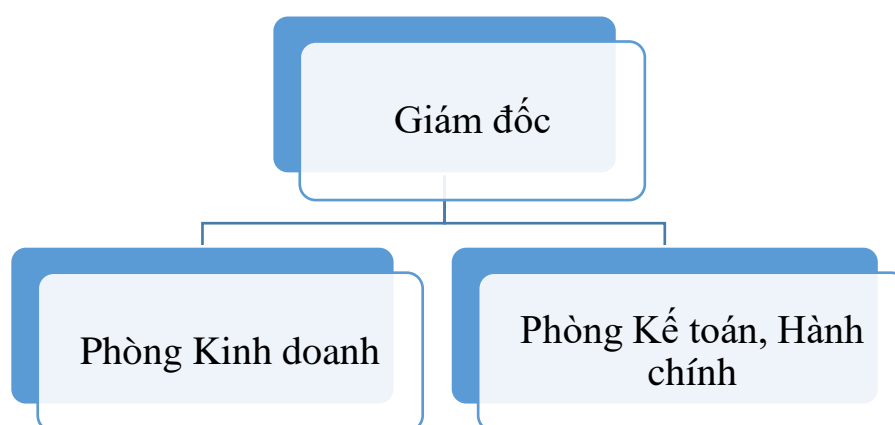 Giám đốc
Phòng Kinh doanh
Phòng Kế toán, Hành
chính